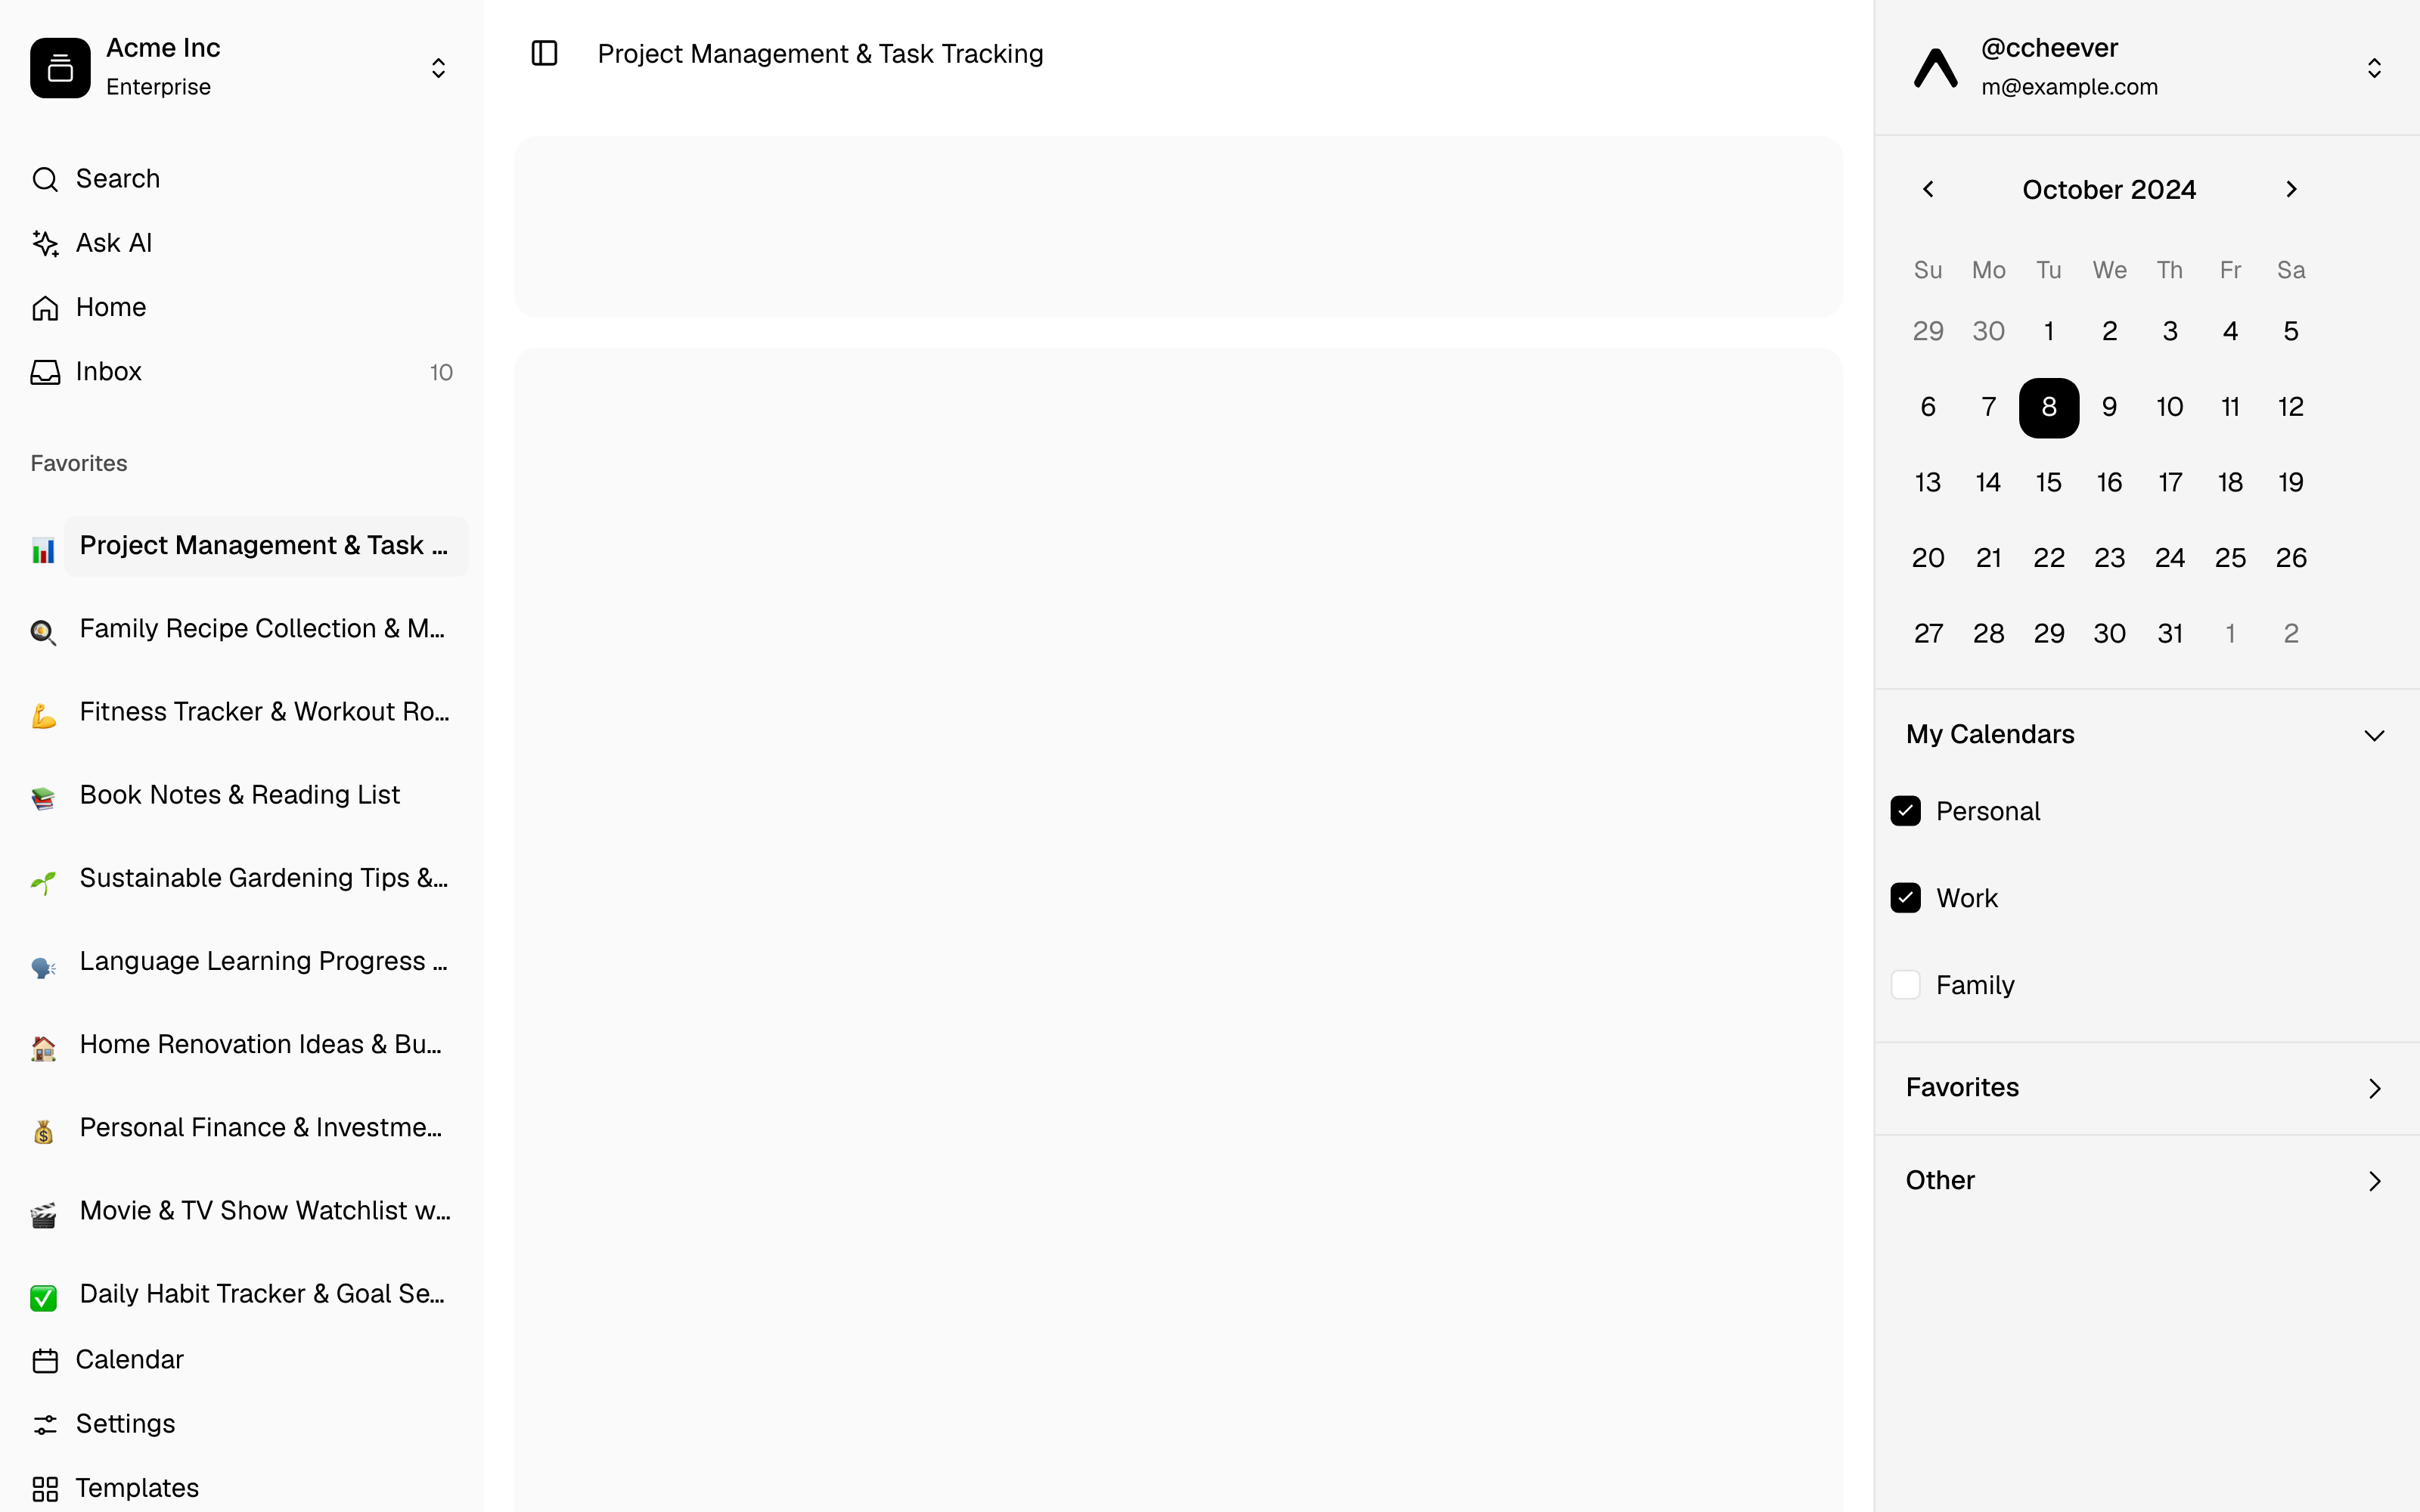 Acme Inc
Enterprise
Search
Ask AI
Home
Inbox 10
Favorites
Project Management & Task ...
Family Recipe Collection & M...
Fitness Tracker & Workout Ro...
Book Notes & Reading List
Sustainable Gardening Tips &...
Language Learning Progress ...
Home Renovation Ideas & Bu...
Personal Finance & Investme...
Movie & TV Show Watchlist w...
Daily Habit Tracker & Goal Se...
Calendar
Settings
Templates
Project Management & Task Tracking
@ccheever
m@example.com
October 2024
Su Mo Tu We Th Fr Sa
29 30 1 2 3 4 5
6 7 8 9 10 11 12
13 14 15 16 17 18 19
20 21 22 23 24 25 26
27 28 29 30 31 1 2
My Calendars
Personal
Work
Family
Favorites
Other